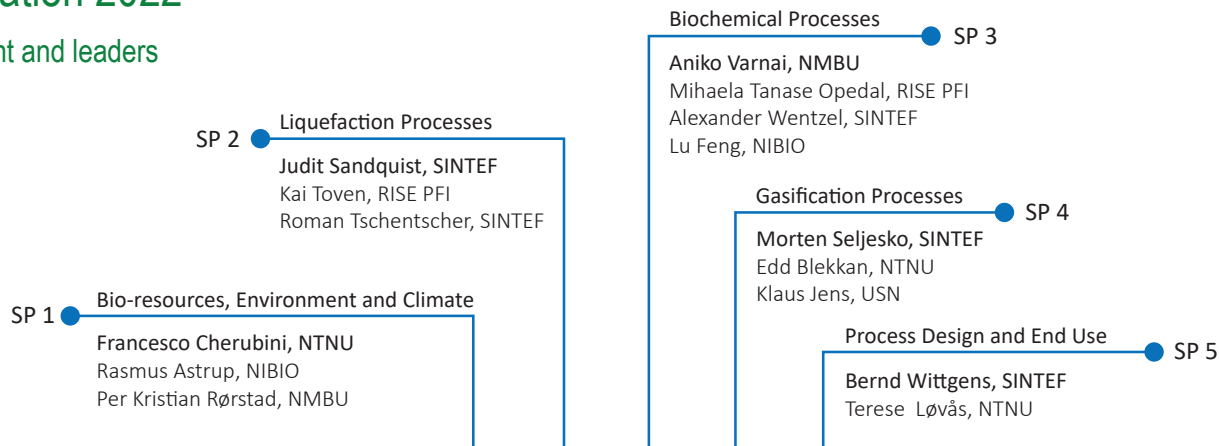 ation 2022
nt and leaders
Biochemical Processes
SP 3
Aniko Varnai, NMBU
Mihaela Tanase Opedal, RISE PFI
Alexander Wentzel, SINTEF
Lu Feng, NIBIO
SP 2
Liquefaction Processes
Judit Sandquist, SINTEF
Kai Toven, RISE PFI
Roman Tschentscher, SINTEF
Gasification Processes
SP 4
Morten Seljesko, SINTEF
Edd Blekkan, NTNU
Klaus Jens, USN
SP 1
Bio-resources, Environment and Climate
Francesco Cherubini, NTNU
Rasmus Astrup, NIBIO
Per Kristian Rørstad, NMBU
Process Design and End Use
SP 5
Bernd Wittgens, SINTEF
Terese Løvås, NTNU